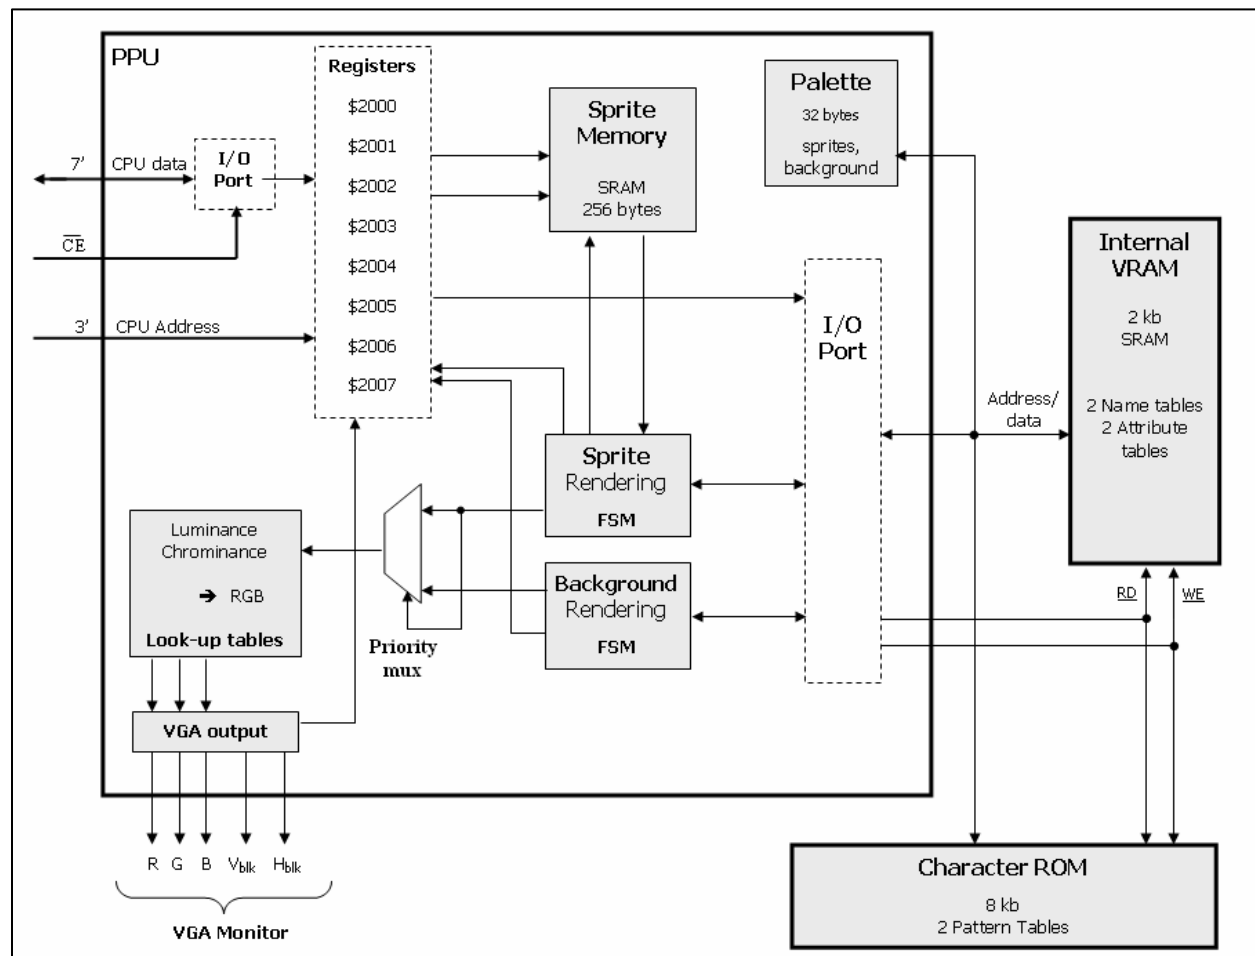 PPU
Registers
$2000
$2001
$2002
$2003
$2004
$2005
$2006
$2007
7' CPU data
I/O
Port
CE
3' CPU Address
Sprite
Memory
SRAM
256 bytes
Palette
32 bytes
sprites,
background
Internal
VRAM
2 kb
SRAM
2 Name tables
2 Attribute
tables
I/O
Port
Address/
data
Sprite
Rendering
FSM
Background
Rendering
FSM
Luminance
Chrominance
➔ RGB
Look-up tables
Priority
mux
RD
WE
VGA output
R G B Vblk Hblk
VGA Monitor
Character ROM
8 kb
2 Pattern Tables